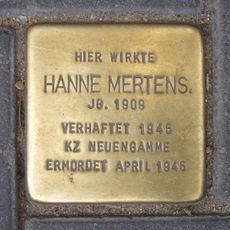 HIER WIRKTE
HANNE MERTENS
JG. 1909
VERHAFTET 1945
KZ NEUENGAMME
ERMORDET APRIL 1945